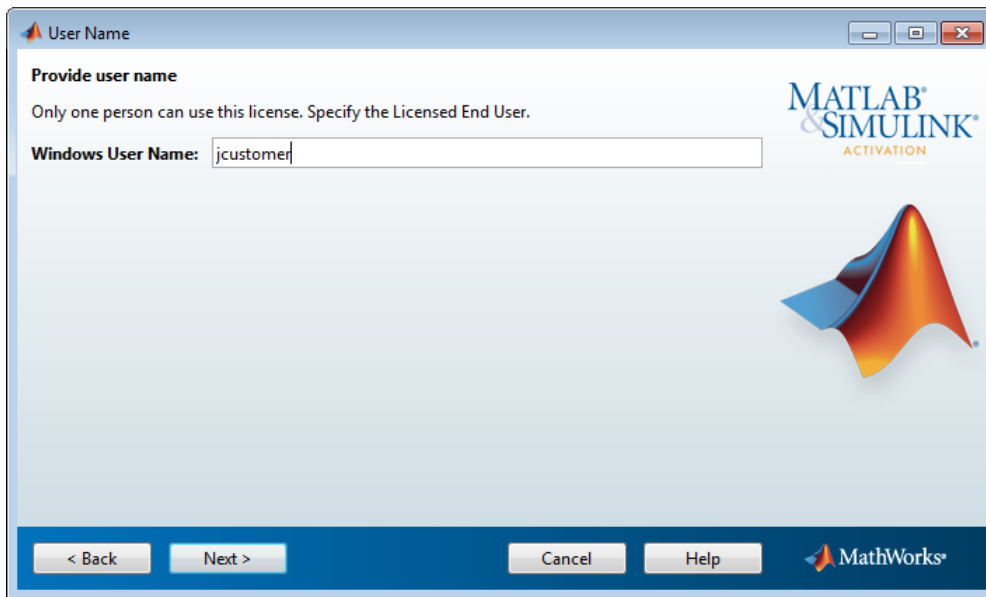 User Name
Provide user name
Only one person can use this license. Specify the Licensed End User.
Windows User Name: jcustomer
MATLAB®
&SIMULINK®
ACTIVATION
®
< Back Next > Cancel Help MathWorks®